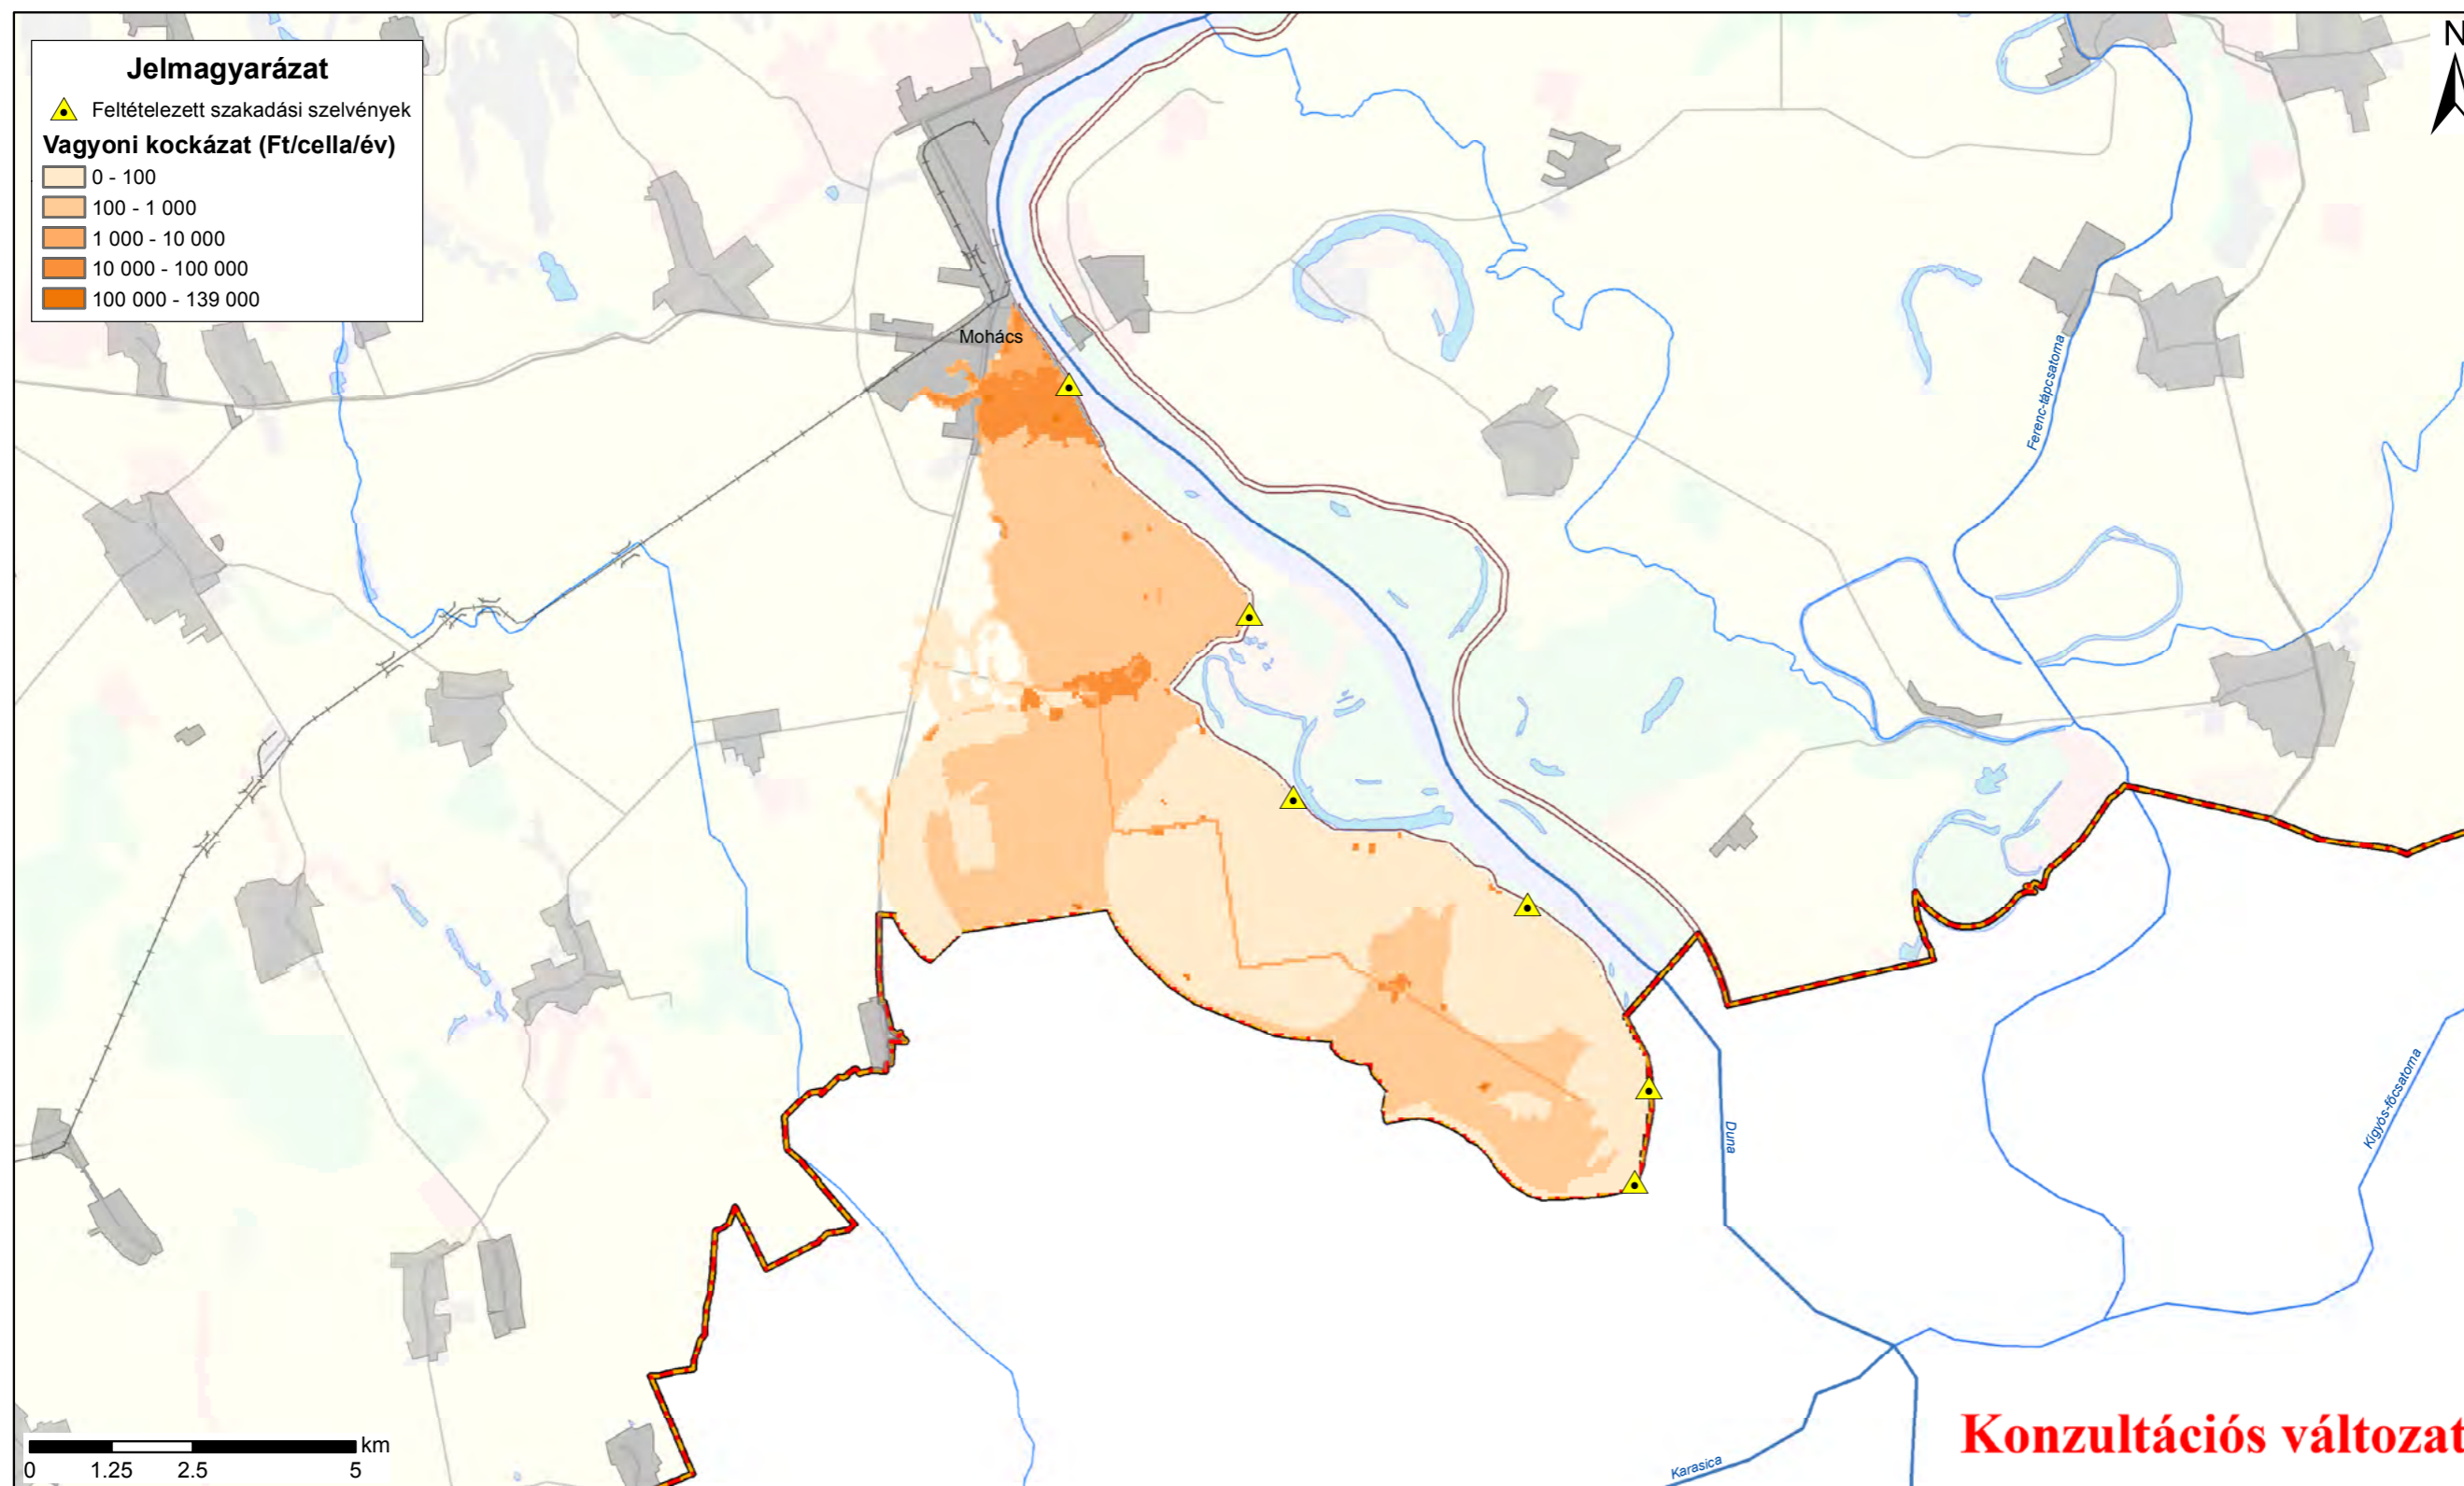 Jelmagyarázat
Feltételezett szakadási szelvények
Vagyoni kockázat (Ft/cella/év)
0 - 100
100 - 1 000
1 000 - 10 000
10 000 - 100 000
100 000 - 139 000
N
Mohács
Ferenc-tápcsatorna
Duna
Kígyós-főcsatorna
Karasica
km
0 1.25 2.5 5
Konzultációs változat